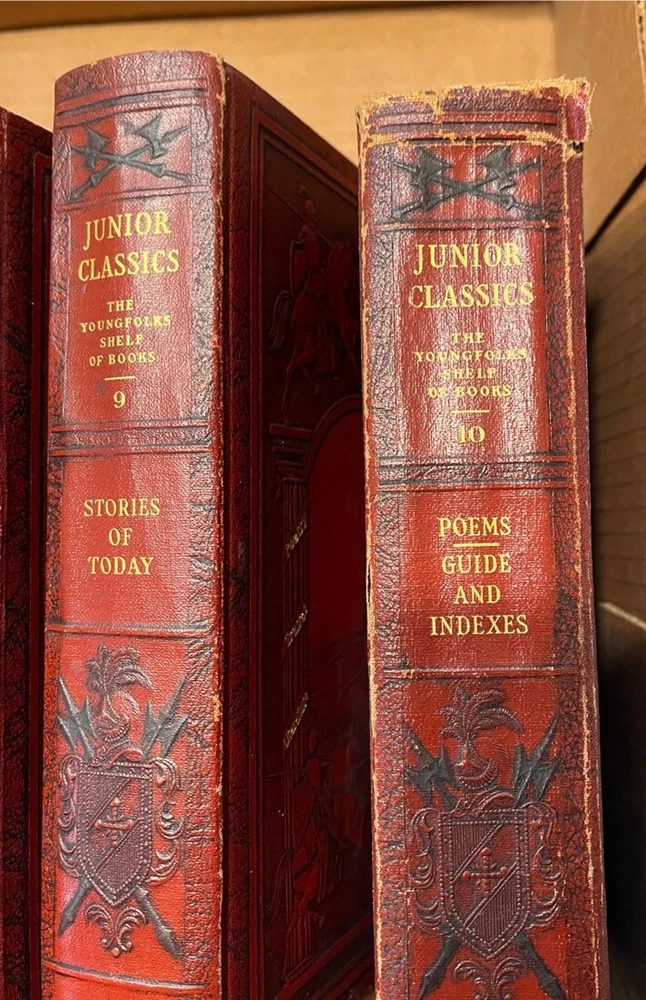 JUNIOR
CLASSICS
THE
YOUNGFOLKS
SHELF
OF BOOKS
9
STORIES
OF
TODAY
JUNIOR
CLASSICS
THE
YOUNGFOLKS
SHELF
OF BOOKS
10
POEMS
GUIDE
AND
INDEXES